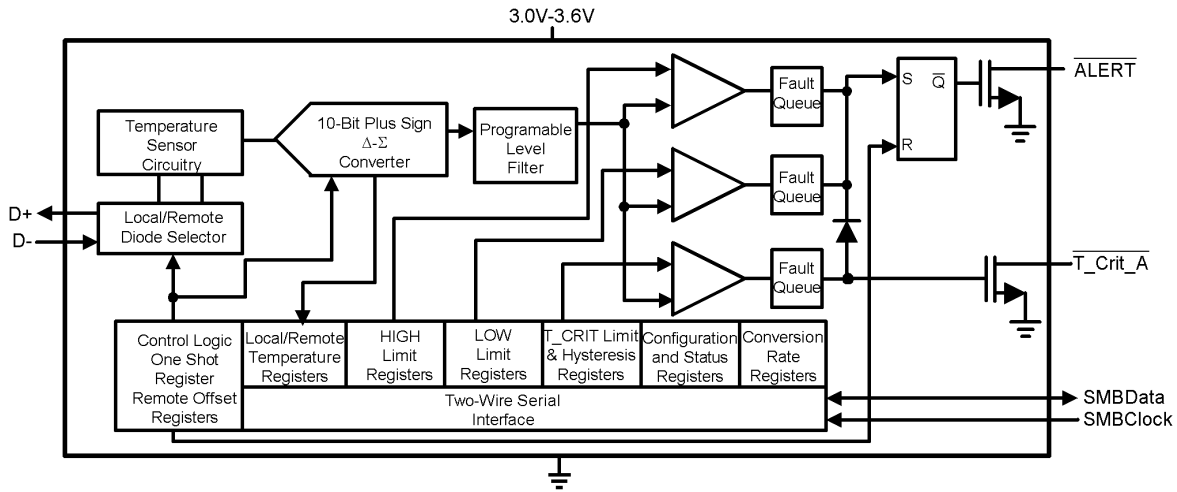 3.0V-3.6V
Temperature
Sensor
Circuitry
10-Bit Plus Sign
Δ-Σ
Converter
Programable
Level
Filter
Fault
Queue
S
Q̅
R
ALERT
Fault
Queue
D+
D-
Local/Remote
Diode Selector
Fault
Queue
T_Crit_A
Control Logic
One Shot
Register
Remote Offset
Registers
Local/Remote
Temperature
Registers
HIGH
Limit
Registers
LOW
Limit
Registers
T_CRIT Limit
& Hysteresis
Registers
Configuration
and Status
Registers
Conversion
Rate
Registers
Two-Wire Serial
Interface
SMBData
SMBClock